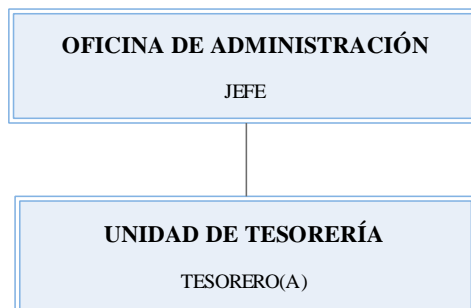 OFICINA DE ADMINISTRACIÓN
JEFE
UNIDAD DE TESORERÍA
TESORERO(A)